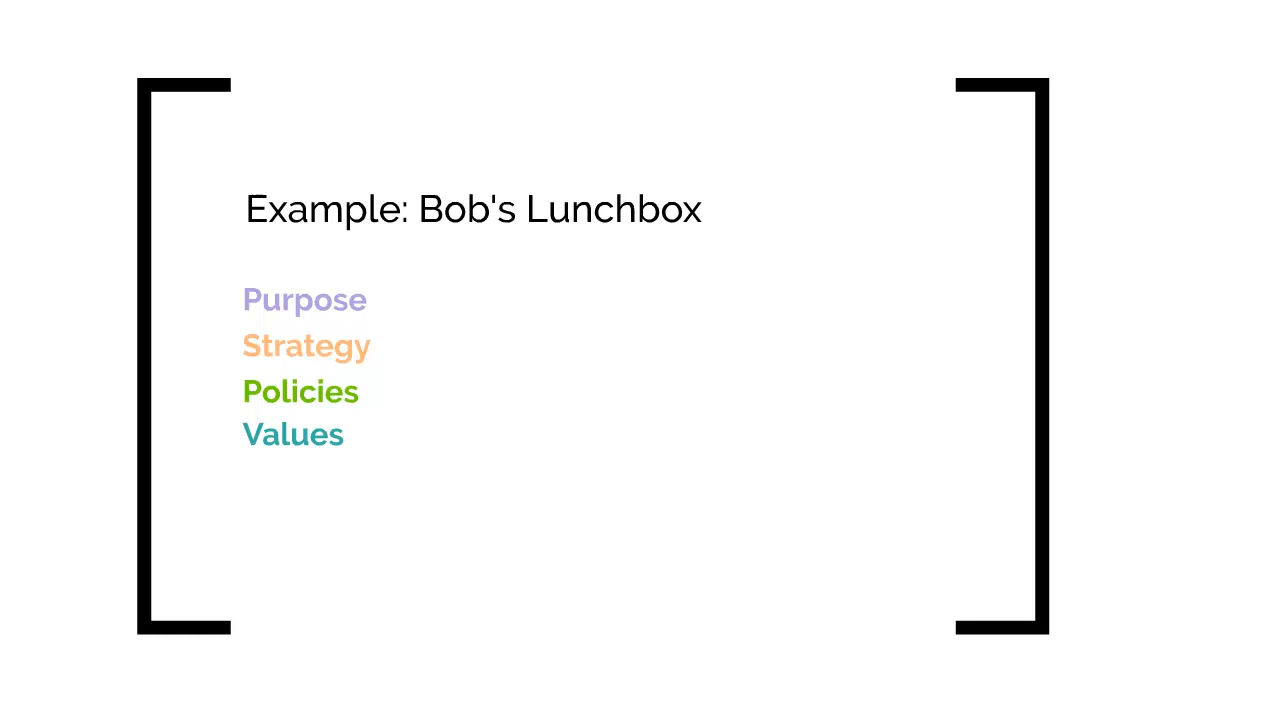 Example: Bob's Lunchbox
Purpose
Strategy
Policies
Values